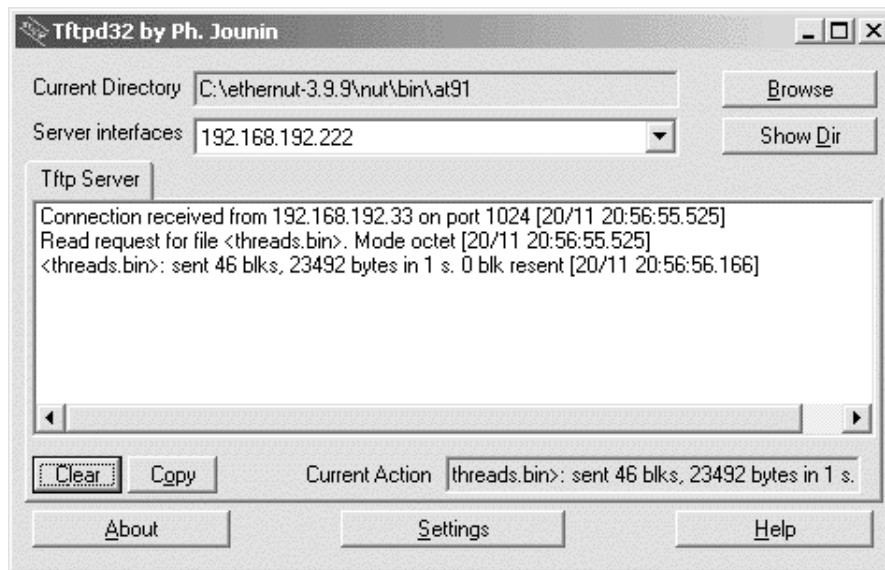 Tftpd32 by Ph. Jounin
Current Directory C:\ethernut-3.9.9\nut\bin\at91 Browse
Server interfaces 192.168.192.222 Show Dir
Tftp Server
Connection received from 192.168.192.33 on port 1024 [20/11 20:56:55.525]
Read request for file <threads.bin>. Mode octet [20/11 20:56:55.525]
<threads.bin>: sent 46 blks, 23492 bytes in 1 s. 0 blk resent [20/11 20:56:56.166]
Clear Copy Current Action threads.bin>: sent 46 blks, 23492 bytes in 1 s.
About Settings Help